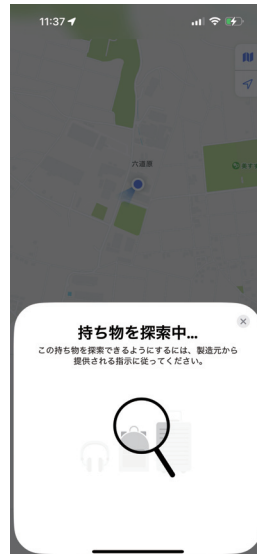 11:37
六道原
持ち物を探索中...
この持ち物を探索できるようにするには、製造元から
提供される指示に従ってください。